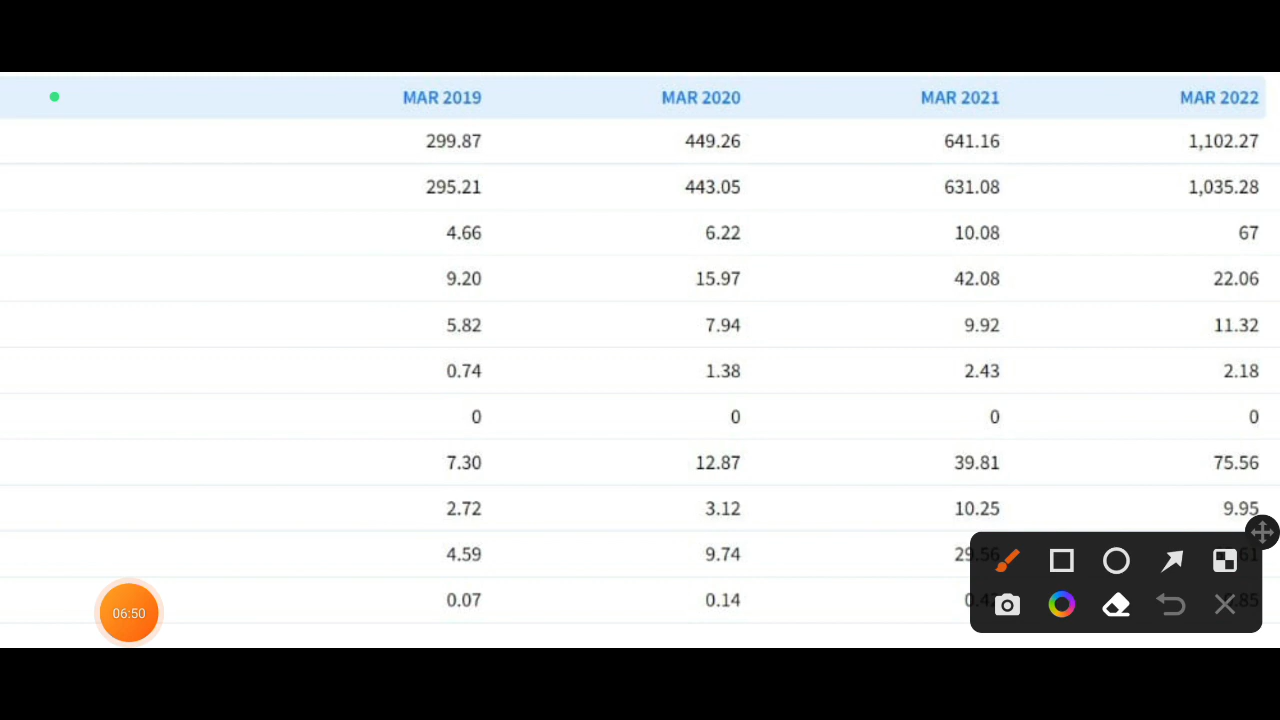 MAR 2019 MAR 2020 MAR 2021 MAR 2022
299.87 449.26 641.16 1,102.27
295.21 443.05 631.08 1,035.28
4.66 6.22 10.08 67
9.20 15.97 42.08 22.06
5.82 7.94 9.92 11.32
0.74 1.38 2.43 2.18
0 0 0 0
7.30 12.87 39.81 75.56
2.72 3.12 10.25 9.95
4.59 9.74 29.56
0.07 0.14
06:50